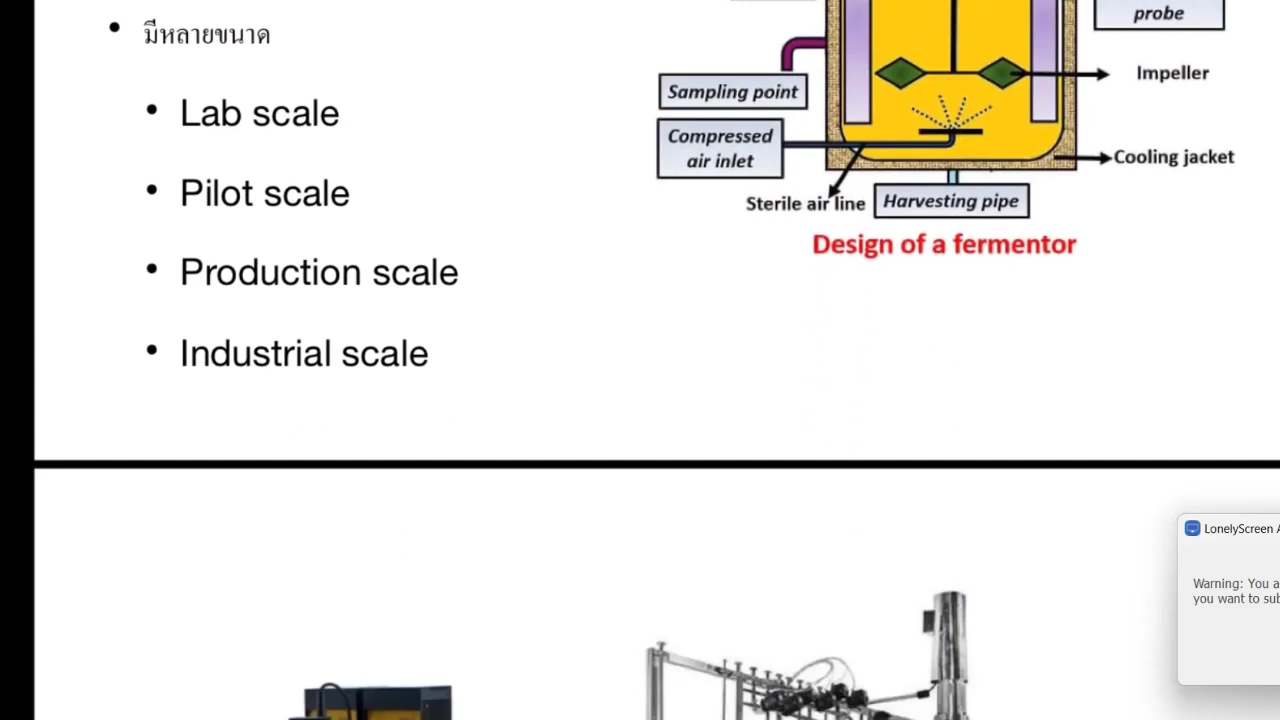 มีหลายขนาด
Lab scale
Pilot scale
Production scale
Industrial scale
probe
Impeller
Sampling point
Compressed
air inlet
Cooling jacket
Sterile air line
Harvesting pipe
Design of a fermentor
LonelyScreen A
Warning: You a
you want to sub